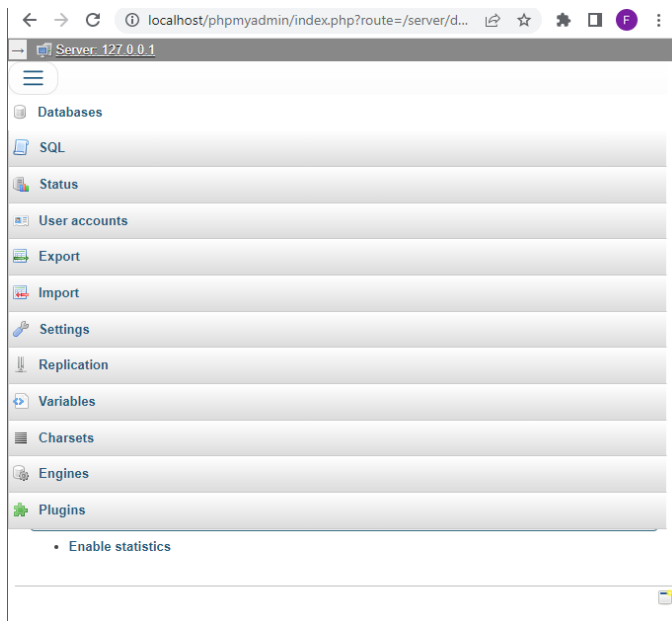 localhost/phpmyadmin/index.php?route=/server/d...
F
Server: 127.0.0.1
Databases
SQL
Status
User accounts
Export
Import
Settings
Replication
Variables
Charsets
Engines
Plugins
Enable statistics